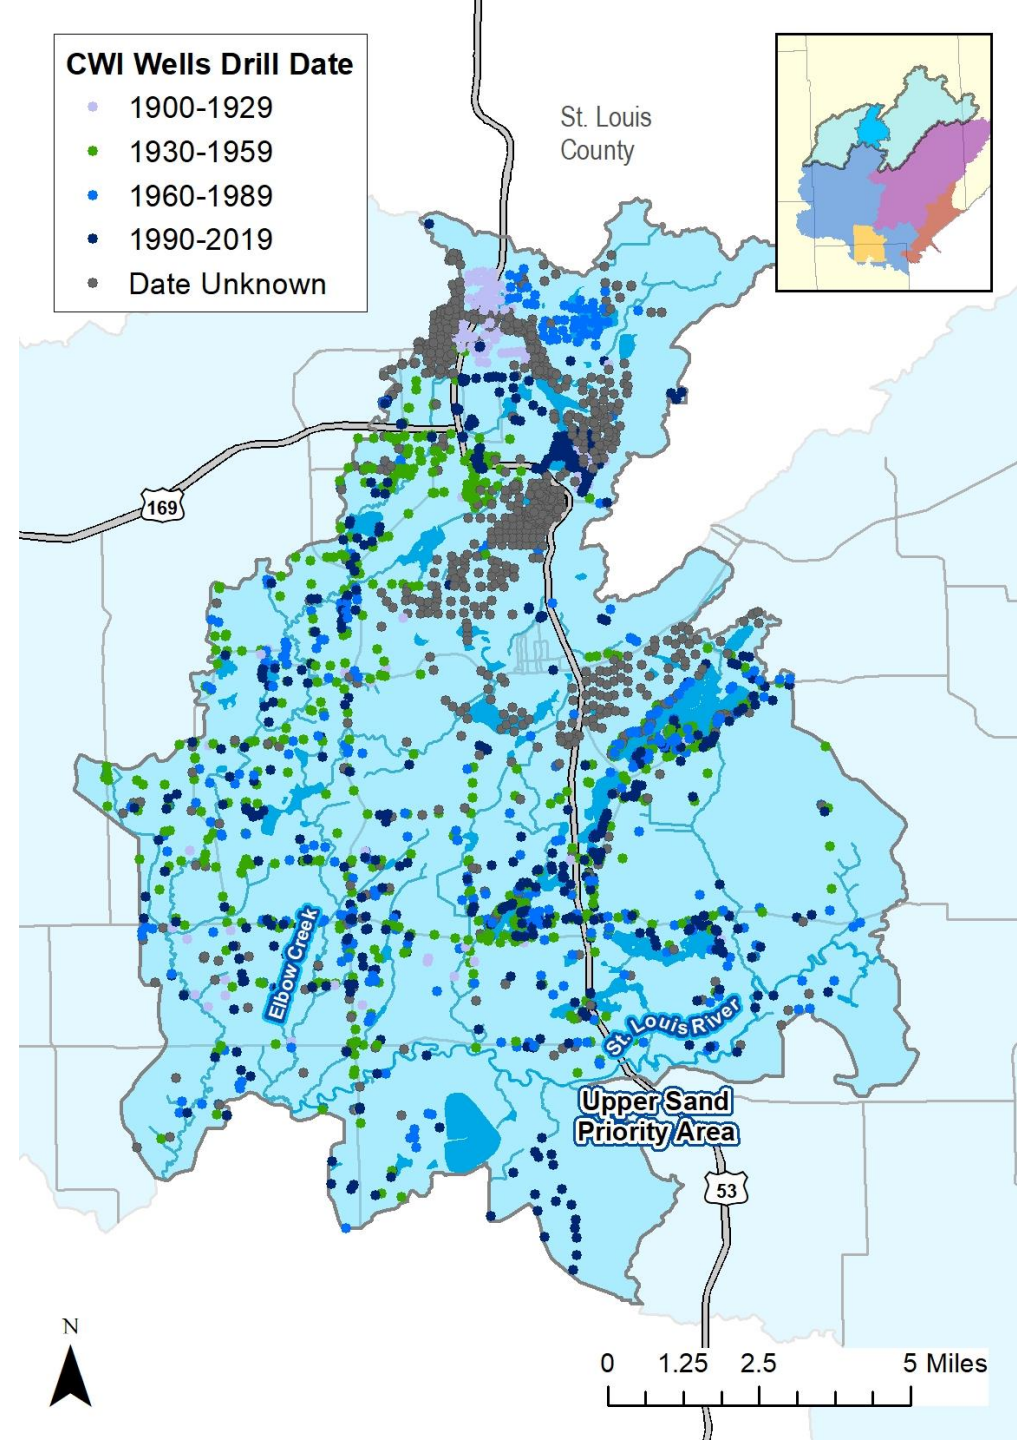 CWI Wells Drill Date
1900-1929
1930-1959
1960-1989
1990-2019
Date Unknown
St. Louis
County
169
Elbow Creek
St. Louis River
Upper Sand
Priority Area
53
N
0 1.25 2.5 5 Miles